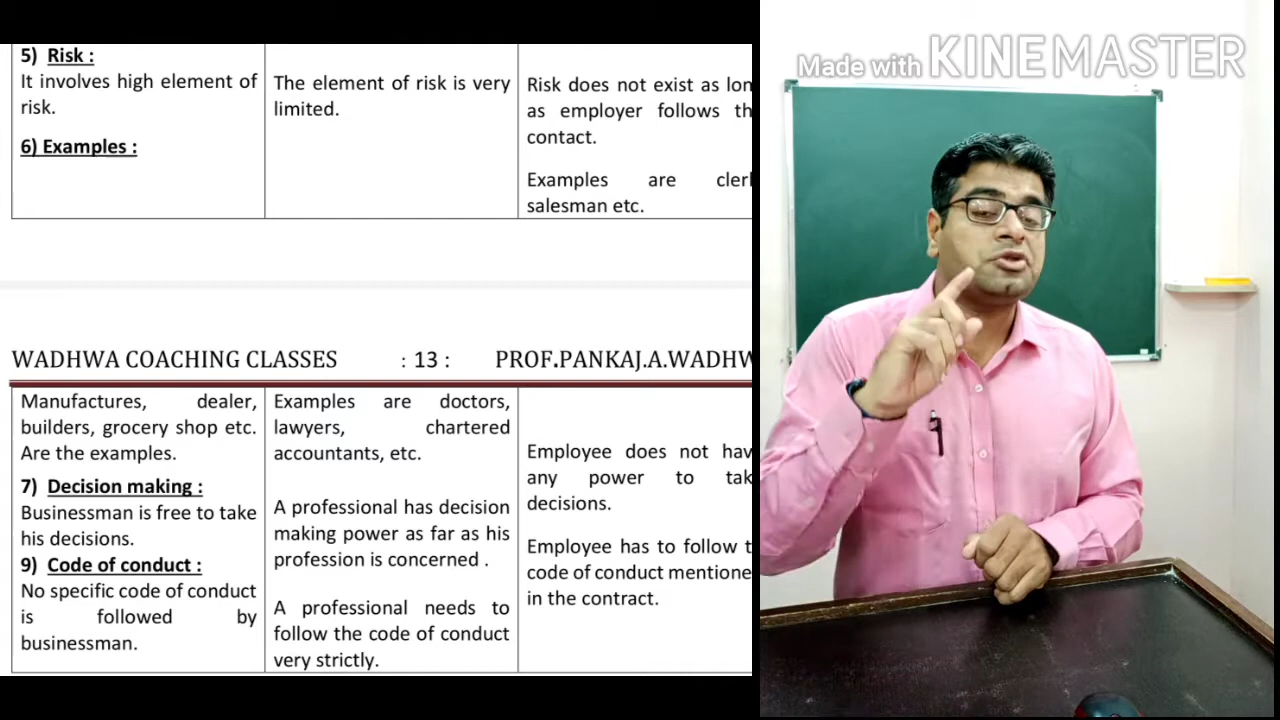 Made with KINEMASTER
5) Risk :
It involves high element of
risk.
6) Examples :
The element of risk is very
limited.
Risk does not exist as lon
as employer follows th
contact.
Examples are cler
salesman etc.
WADHWA COACHING CLASSES : 13 : PROF.PANKAJ.A.WADHW
Manufactures, dealer,
builders, grocery shop etc.
Are the examples.
7) Decision making :
Businessman is free to take
his decisions.
9) Code of conduct :
No specific code of conduct
is followed by
businessman.
Examples are doctors,
lawyers, chartered
accountants, etc.
A professional has decision
making power as far as his
profession is concerned .
A professional needs to
follow the code of conduct
very strictly.
Employee does not hav
any power to tak
decisions.
Employee has to follow t
code of conduct mentione
in the contract.